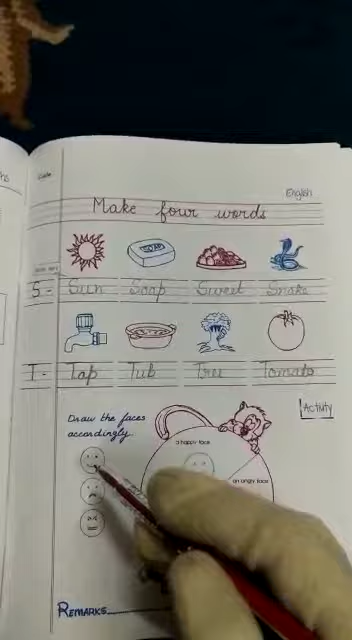 English
Make four words
SOAP
S - Sun Soap Sweet Snake
T - Tap Tub Tree Tomato
Activity
Draw the faces
accordingly.
a happy face
an angry face
REMARKS